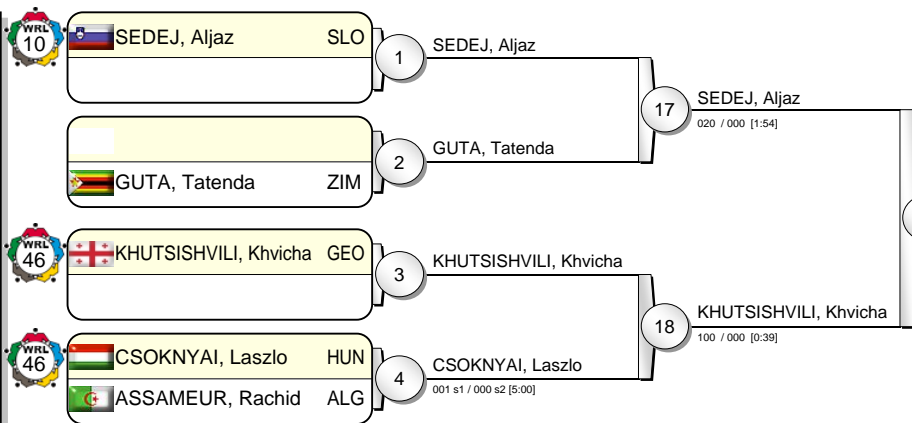 WRL
10
SEDEJ, Aljaz SLO
1
SEDEJ, Aljaz
17
SEDEJ, Aljaz
020 / 000 [1:54]
2
GUTA, Tatenda
GUTA, Tatenda ZIM
WRL
46
KHUTSISHVILI, Khvicha GEO
3
KHUTSISHVILI, Khvicha
18
KHUTSISHVILI, Khvicha
100 / 000 [0:39]
WRL
46
CSOKNYAI, Laszlo HUN
4
CSOKNYAI, Laszlo
001 s1 / 000 s2 [5:00]
ASSAMEUR, Rachid ALG